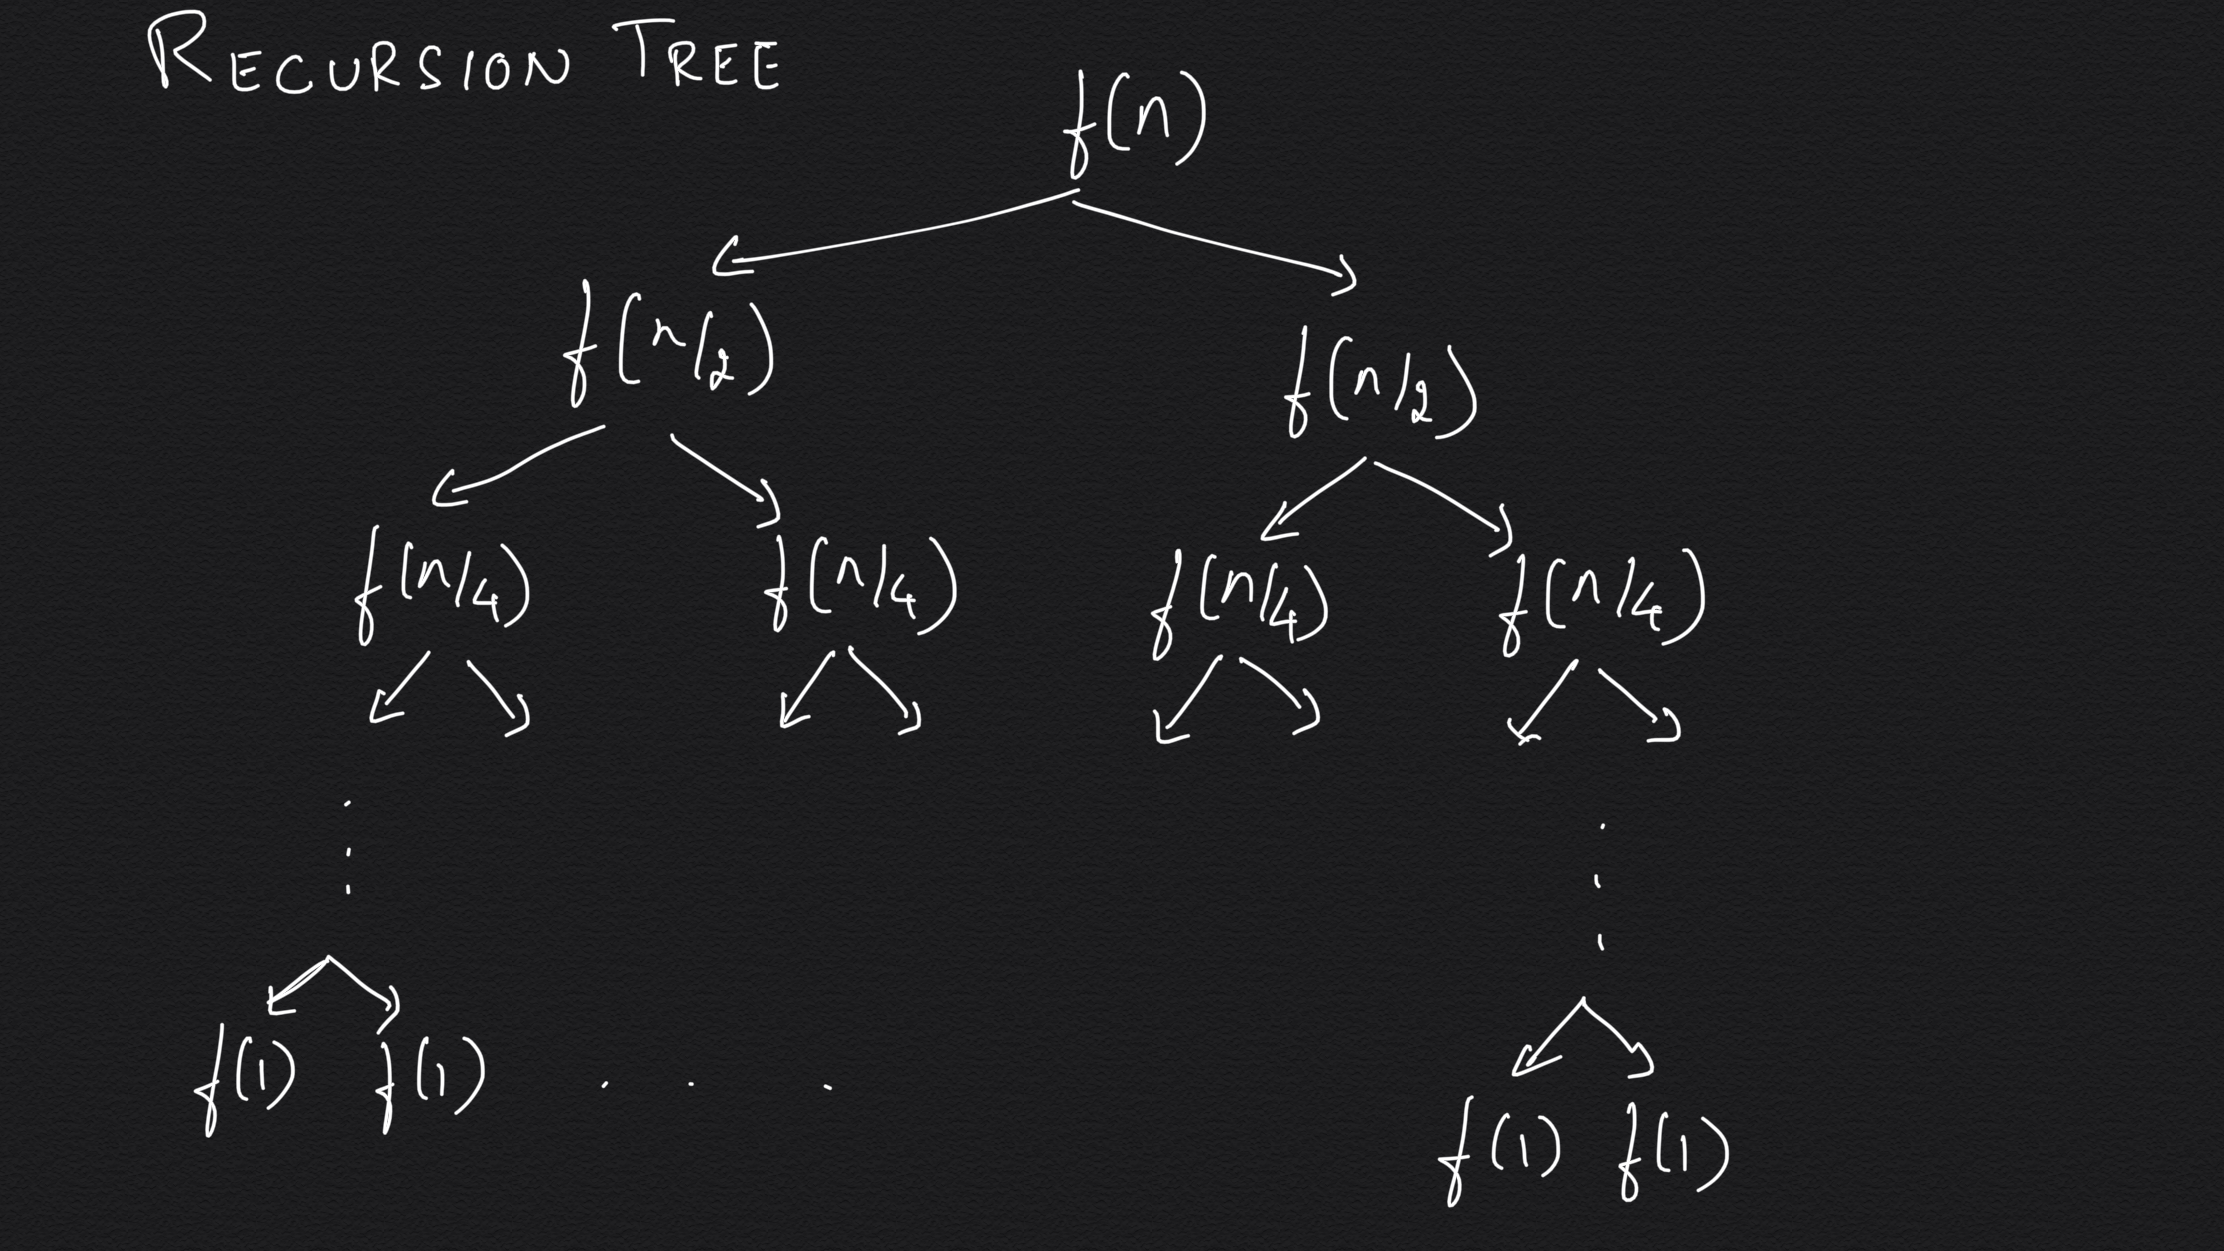 RECURSION TREE
f(n)
f(n/2) f(n/2)
f(n/4) f(n/4) f(n/4) f(n/4)
f(1) f(1) . . . f(1) f(1)